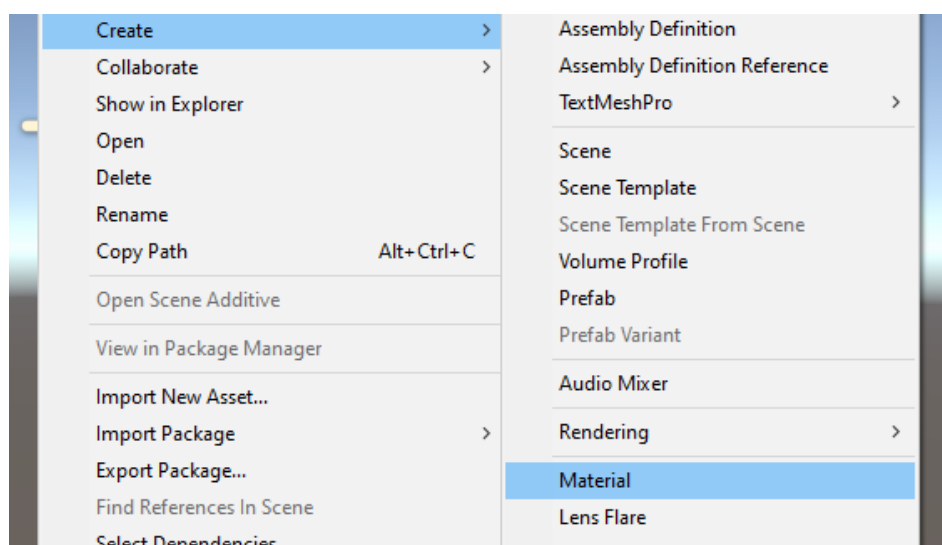 Create
Collaborate
Show in Explorer
Open
Delete
Rename
Copy Path Alt+Ctrl+C
Open Scene Additive
View in Package Manager
Import New Asset...
Import Package
Export Package...
Find References In Scene
Select Dependencies
Assembly Definition
Assembly Definition Reference
TextMeshPro
Scene
Scene Template
Scene Template From Scene
Volume Profile
Prefab
Prefab Variant
Audio Mixer
Rendering
Material
Lens Flare